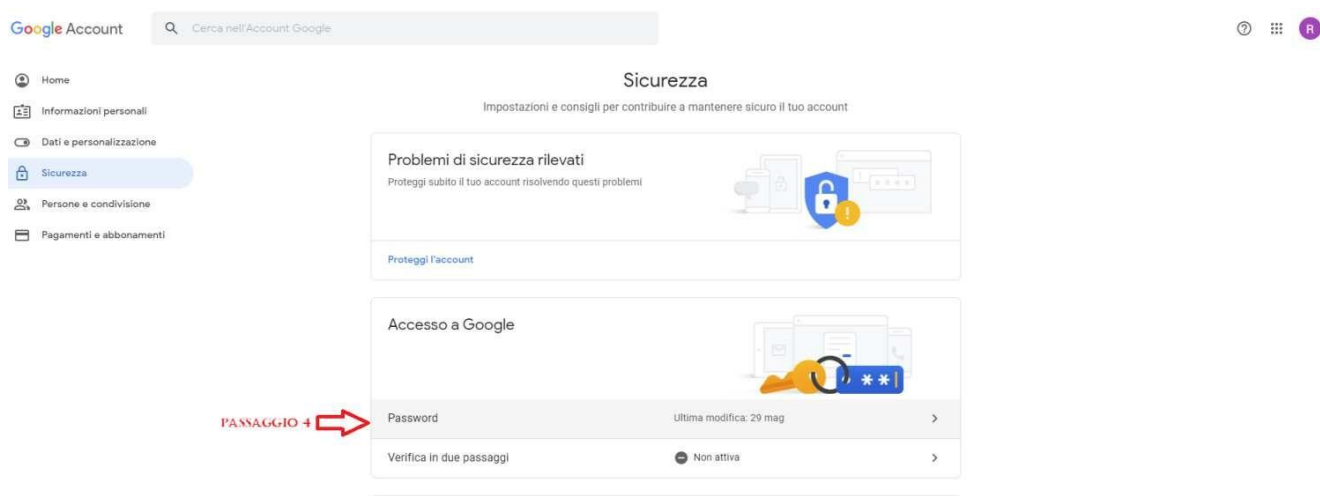 Google Account
Cerca nell'Account Google
R
Home
Informazioni personali
Dati e personalizzazione
Sicurezza
Persone e condivisione
Pagamenti e abbonamenti
Sicurezza
Impostazioni e consigli per contribuire a mantenere sicuro il tuo account
Problemi di sicurezza rilevati
Proteggi subito il tuo account risolvendo questi problemi
Proteggi l'account
Accesso a Google
PASSAGGIO 4
Password Ultima modifica: 29 mag
Verifica in due passaggi Non attiva